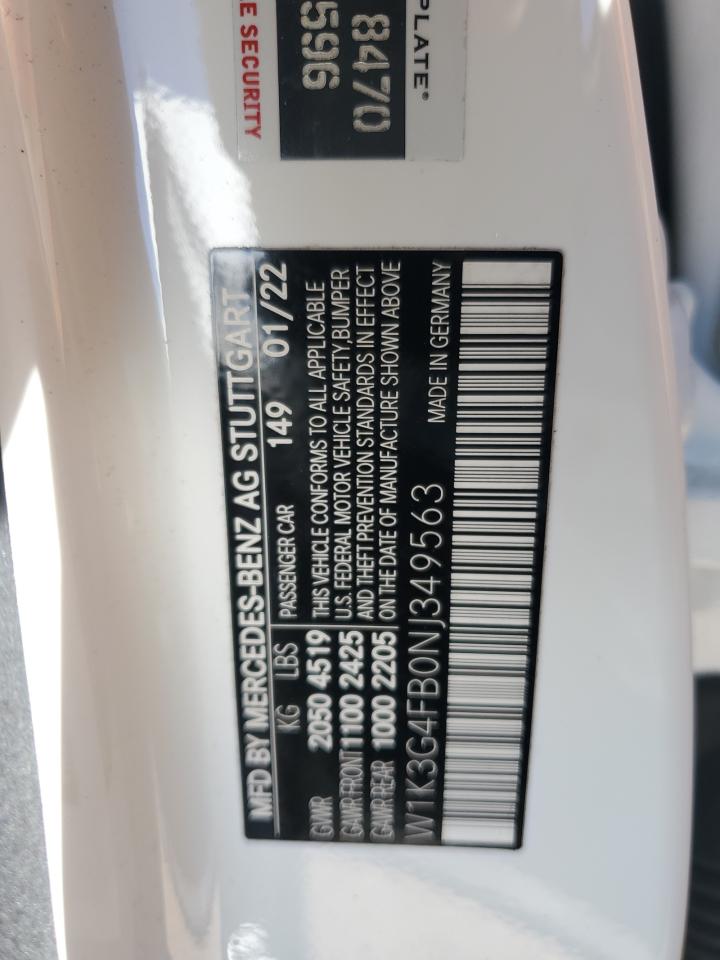 PLATE®
8470
596
LE SECURITY
MFD BY MERCEDES-BENZ AG STUTTGART
KG LBS PASSENGER CAR 149 01/22
GVWR 2050 4519 THIS VEHICLE CONFORMS TO ALL APPLICABLE
GAWR FRONT 1100 2425 U.S. FEDERAL MOTOR VEHICLE SAFETY,BUMPER
GAWR REAR 1000 2205 AND THEFT PREVENTION STANDARDS IN EFFECT
ON THE DATE OF MANUFACTURE SHOWN ABOVE
W1K3G4FB0NJ349563 MADE IN GERMANY